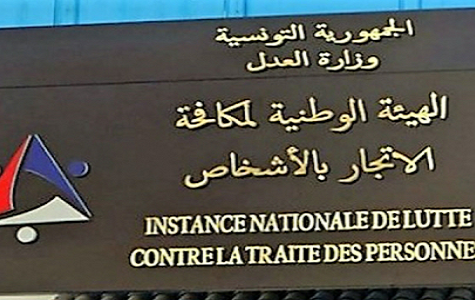 الجمهورية التونسية
وزارة العدل
الهيئة الوطنية لمكافحة
الاتجار بالأشخاص
INSTANCE NATIONALE DE LUTTE
CONTRE LA TRAITE DES PERSONNE